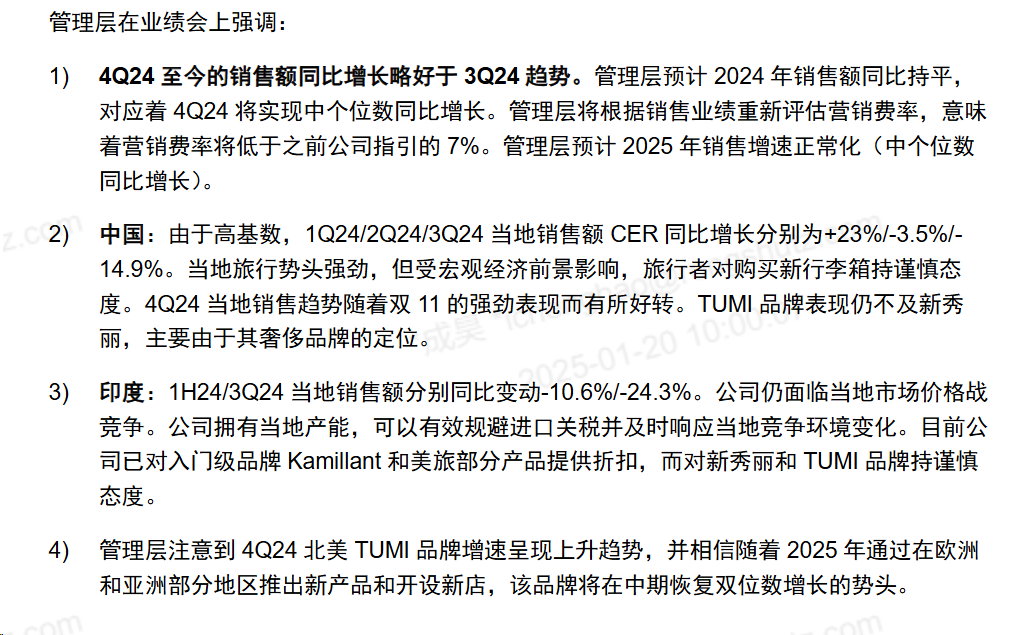 管理层在业绩会上强调：
1) 4Q24 至今的销售额同比增长略好于 3Q24 趋势。管理层预计 2024 年销售额同比持平，
对应着 4Q24 将实现中个位数同比增长。管理层将根据销售业绩重新评估营销费率，意味
着营销费率将低于之前公司指引的 7%。管理层预计 2025 年销售增速正常化（中个位数
同比增长）。
2) 中国：由于高基数，1Q24/2Q24/3Q24 当地销售额 CER 同比增长分别为+23%/-3.5%/-
14.9%。当地旅行势头强劲，但受宏观经济前景影响，旅行者对购买新行李箱持谨慎态
度。4Q24 当地销售趋势随着双 11 的强劲表现而有所好转。TUMI 品牌表现仍不及新秀
丽，主要由于其奢侈品牌的定位。
3) 印度：1H24/3Q24 当地销售额分别同比变动-10.6%/-24.3%。公司仍面临当地市场价格战
竞争。公司拥有当地产能，可以有效规避进口关税并及时响应当地竞争环境变化。目前公
司已对入门级品牌 Kamillant 和美旅部分产品提供折扣，而对新秀丽和 TUMI 品牌持谨慎
态度。
4) 管理层注意到 4Q24 北美 TUMI 品牌增速呈现上升趋势，并相信随着 2025 年通过在欧洲
和亚洲部分地区推出新产品和开设新店，该品牌将在中期恢复双位数增长的势头。
z.com
成昊
2025-01-20 10:00:0